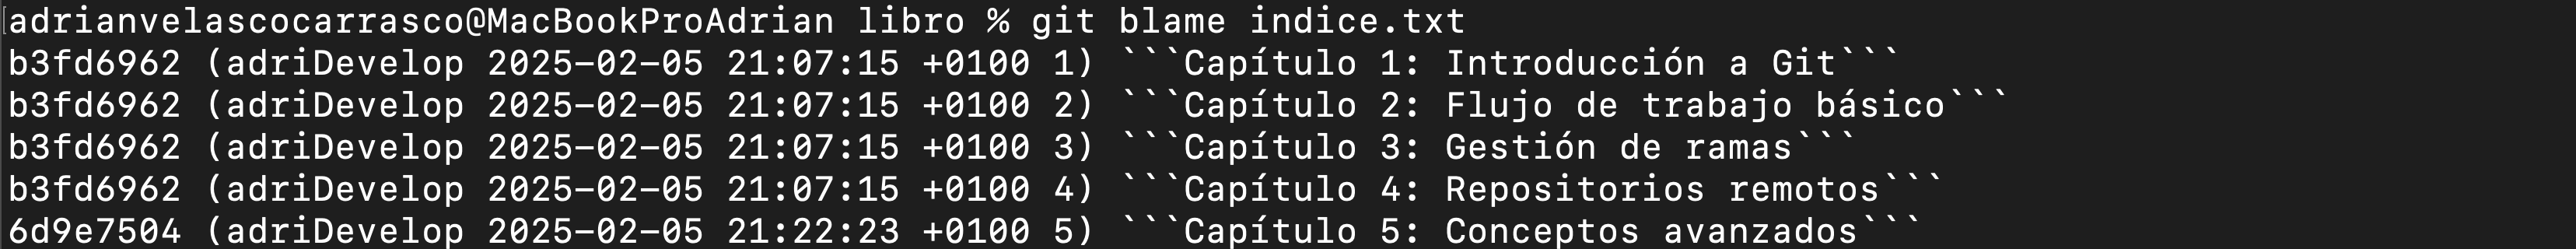 adrianvelascocarrasco@MacBookProAdrian libro % git blame indice.txt
b3fd6962 (adriDevelop 2025-02-05 21:07:15 +0100 1) ```Capítulo 1: Introducción a Git```
b3fd6962 (adriDevelop 2025-02-05 21:07:15 +0100 2) ```Capítulo 2: Flujo de trabajo básico```
b3fd6962 (adriDevelop 2025-02-05 21:07:15 +0100 3) ```Capítulo 3: Gestión de ramas```
b3fd6962 (adriDevelop 2025-02-05 21:07:15 +0100 4) ```Capítulo 4: Repositorios remotos```
6d9e7504 (adriDevelop 2025-02-05 21:22:23 +0100 5) ```Capítulo 5: Conceptos avanzados```